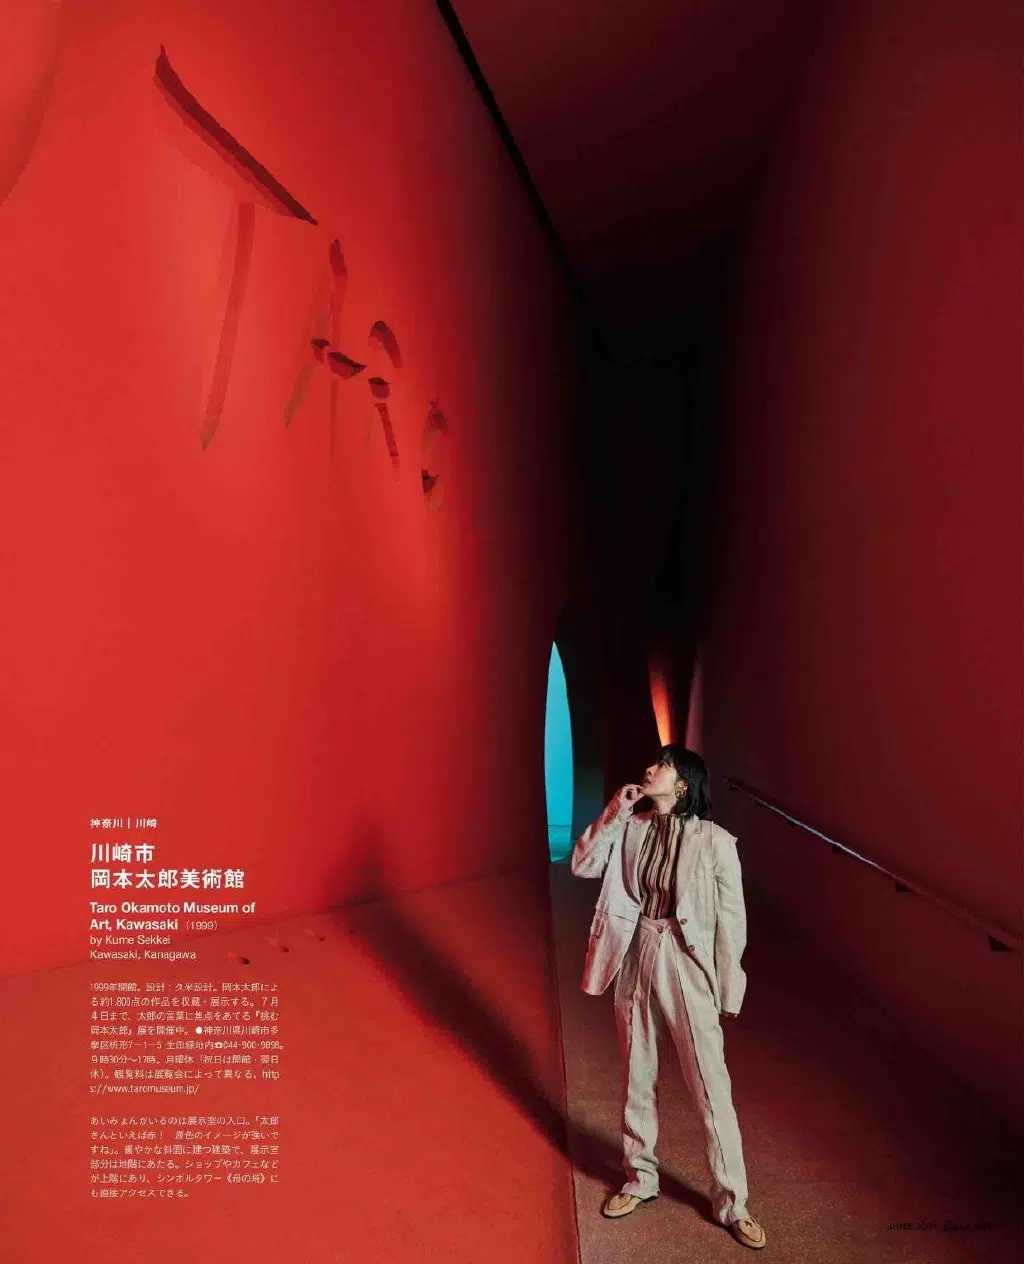 Taro
神奈川 | 川崎
川崎市
岡本太郎美術館
Taro Okamoto Museum of
Art, Kawasaki (1999)
by Kume Sekkei
Kawasaki, Kanagawa
1999年開館。設計：久米設計。岡本太郎によ
る約1,800点の作品を収蔵・展示する。7月
4日まで、太郎の言葉に焦点をあてる『挑む
岡本太郎』展を開催中。●神奈川県川崎市多
摩区枡形7−1−5 生田緑地内☎044·900·9898。
9時30分〜17時。月曜休（祝日は開館・翌日
休）。観覧料は展覧会によって異なる。http
s://www.taromuseum.jp/
あいみょんがいるのは展示室の入口。「太郎
さんといえば赤！ 原色のイメージが強いで
すね」。緩やかな斜面に建つ建築で、展示室
部分は地階にあたる。ショップやカフェなど
が上階にあり、シンボルタワー《母の塔》に
も直接アクセスできる。
JUNE